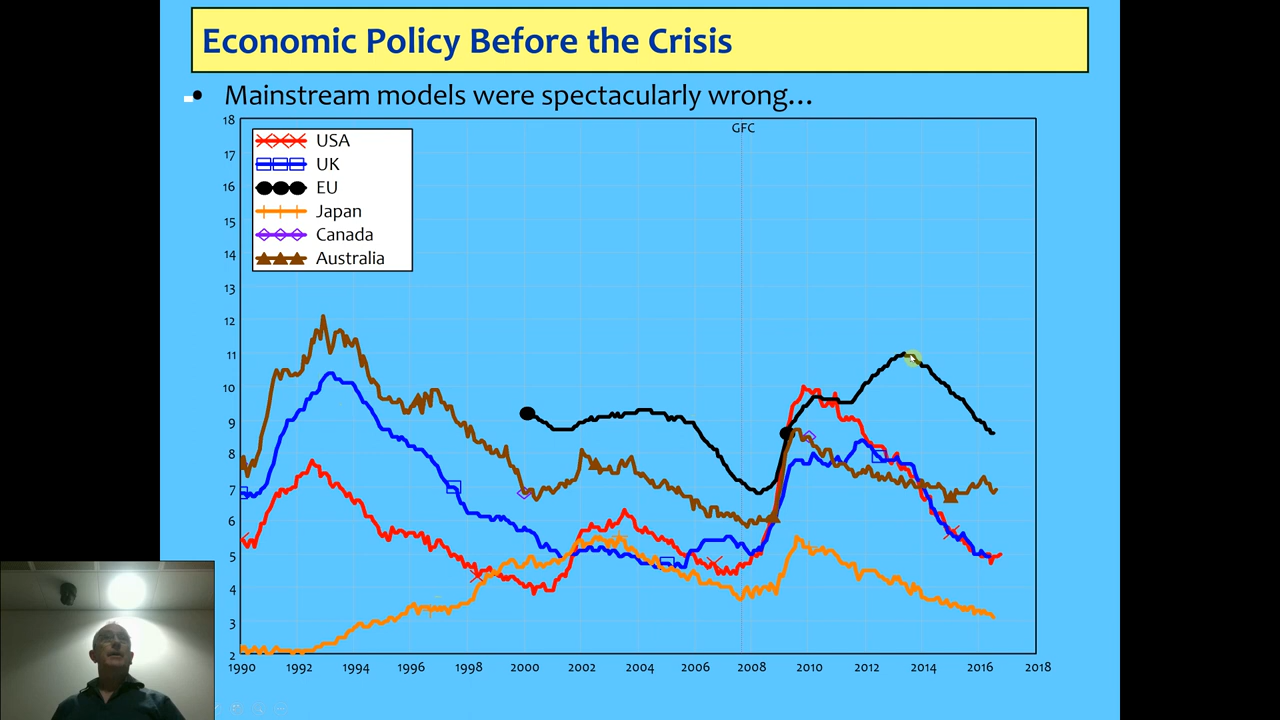 Economic Policy Before the Crisis
• Mainstream models were spectacularly wrong...
GFC
USA
UK
EU
Japan
Canada
Australia
18
17
16
15
14
13
12
11
10
9
8
7
6
5
4
3
2
1990 1992 1994 1996 1998 2000 2002 2004 2006 2008 2010 2012 2014 2016 2018